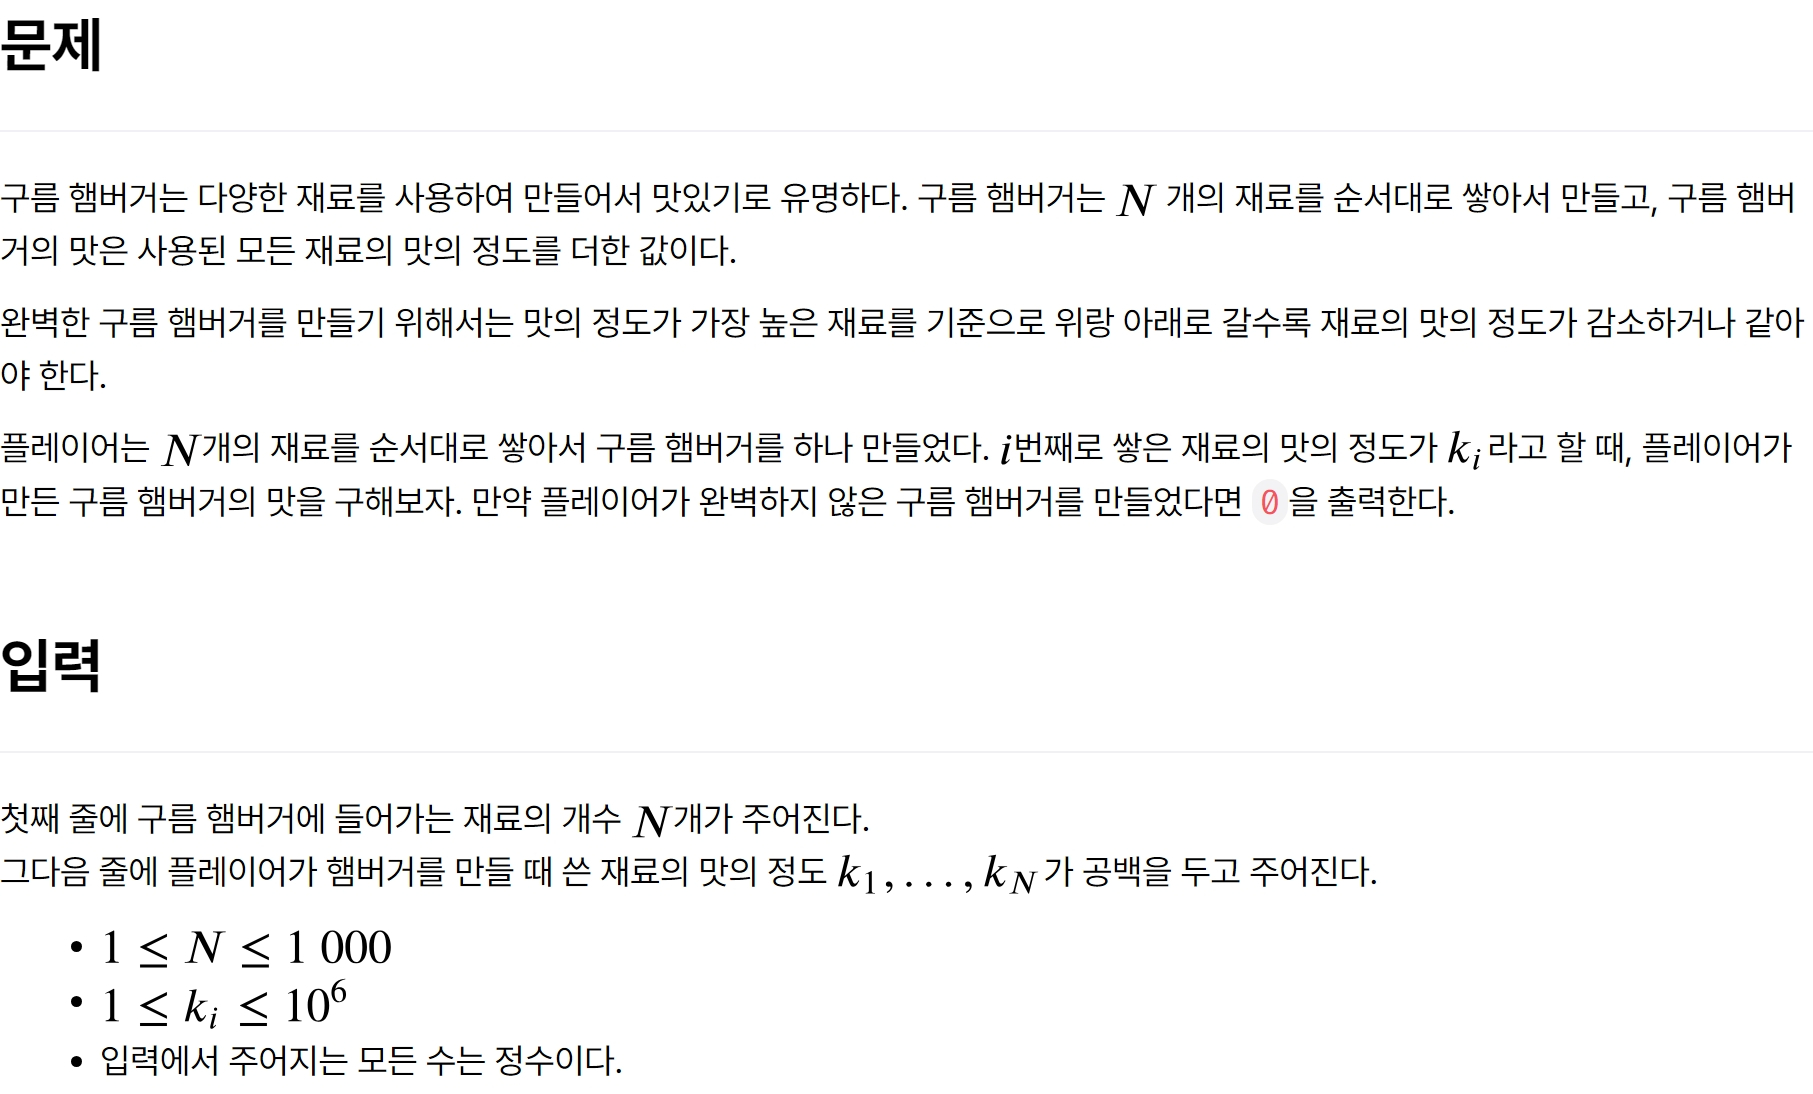 문제
구름 햄버거는 다양한 재료를 사용하여 만들어서 맛있기로 유명하다. 구름 햄버거는 N 개의 재료를 순서대로 쌓아서 만들고, 구름 햄버
거의 맛은 사용된 모든 재료의 맛의 정도를 더한 값이다.
완벽한 구름 햄버거를 만들기 위해서는 맛의 정도가 가장 높은 재료를 기준으로 위랑 아래로 갈수록 재료의 맛의 정도가 감소하거나 같아
야 한다.
플레이어는 N개의 재료를 순서대로 쌓아서 구름 햄버거를 하나 만들었다. i번째로 쌓은 재료의 맛의 정도가 kᵢ라고 할 때, 플레이어가
만든 구름 햄버거의 맛을 구해보자. 만약 플레이어가 완벽하지 않은 구름 햄버거를 만들었다면 0을 출력한다.
입력
첫째 줄에 구름 햄버거에 들어가는 재료의 개수 N개가 주어진다.
그다음 줄에 플레이어가 햄버거를 만들 때 쓴 재료의 맛의 정도 k₁, . . . , k_N가 공백을 두고 주어진다.
• 1 ≤ N ≤ 1 000
• 1 ≤ kᵢ ≤ 10⁶
• 입력에서 주어지는 모든 수는 정수이다.